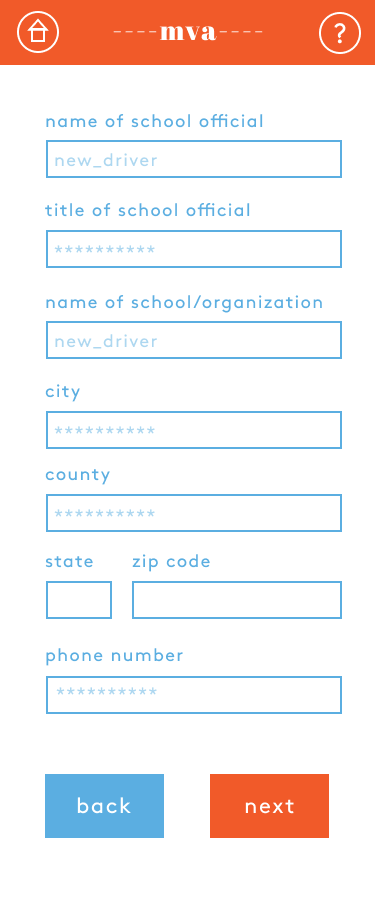 ----mva----
?
name of school official
new_driver
title of school official
**********
name of school/organization
new_driver
city
**********
county
**********
state zip code
phone number
**********
back next